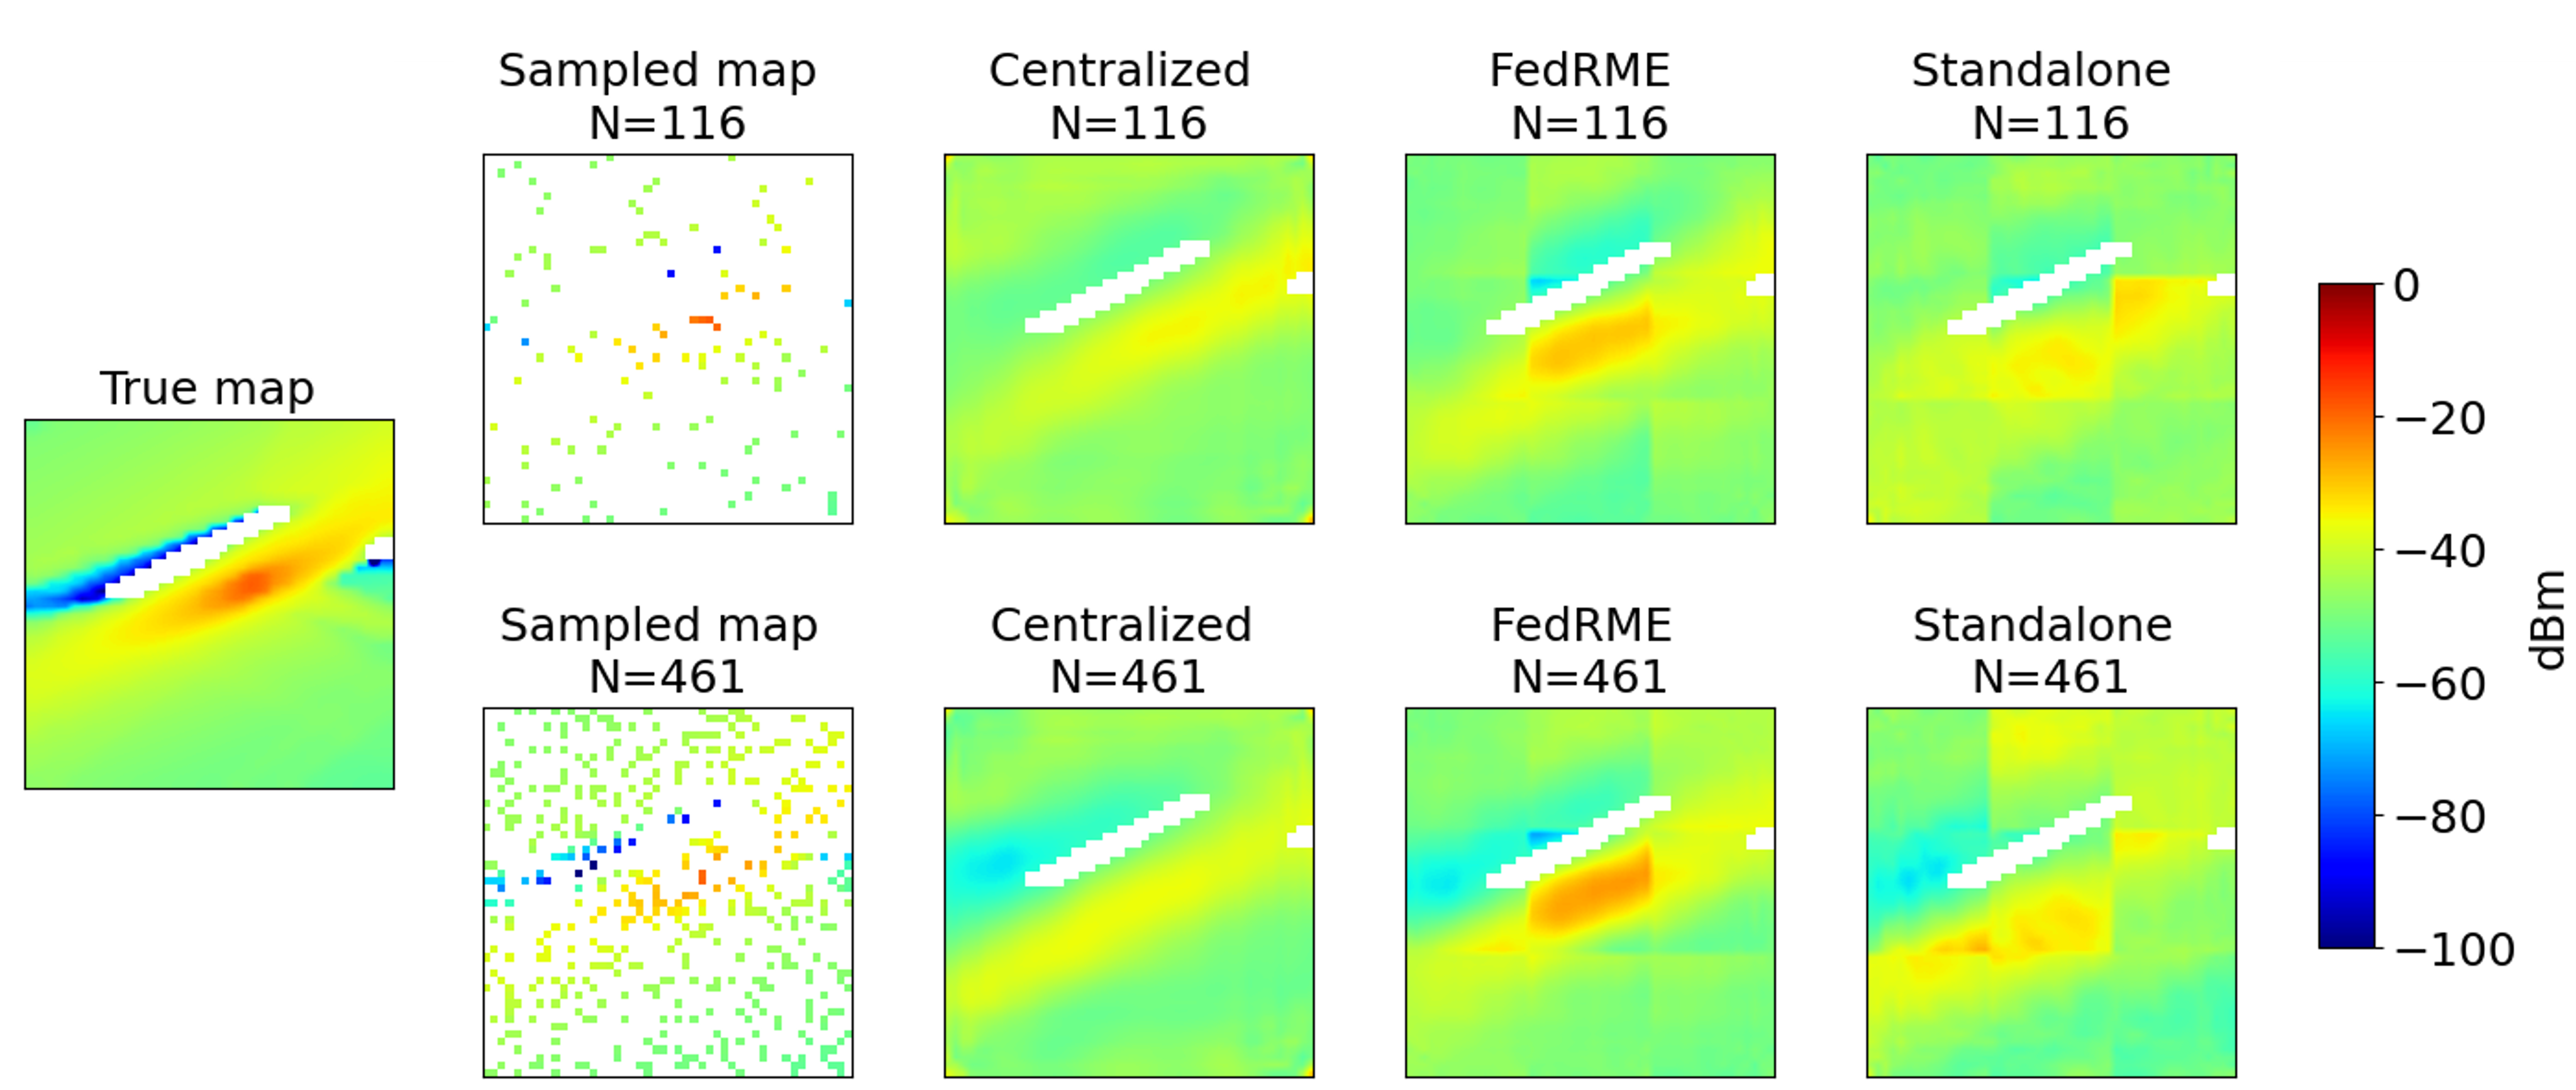 Sampled map
N=116
Centralized
N=116
FedRME
N=116
Standalone
N=116
True map
Sampled map
N=461
Centralized
N=461
FedRME
N=461
Standalone
N=461
0
−20
−40
−60
−80
−100
dBm